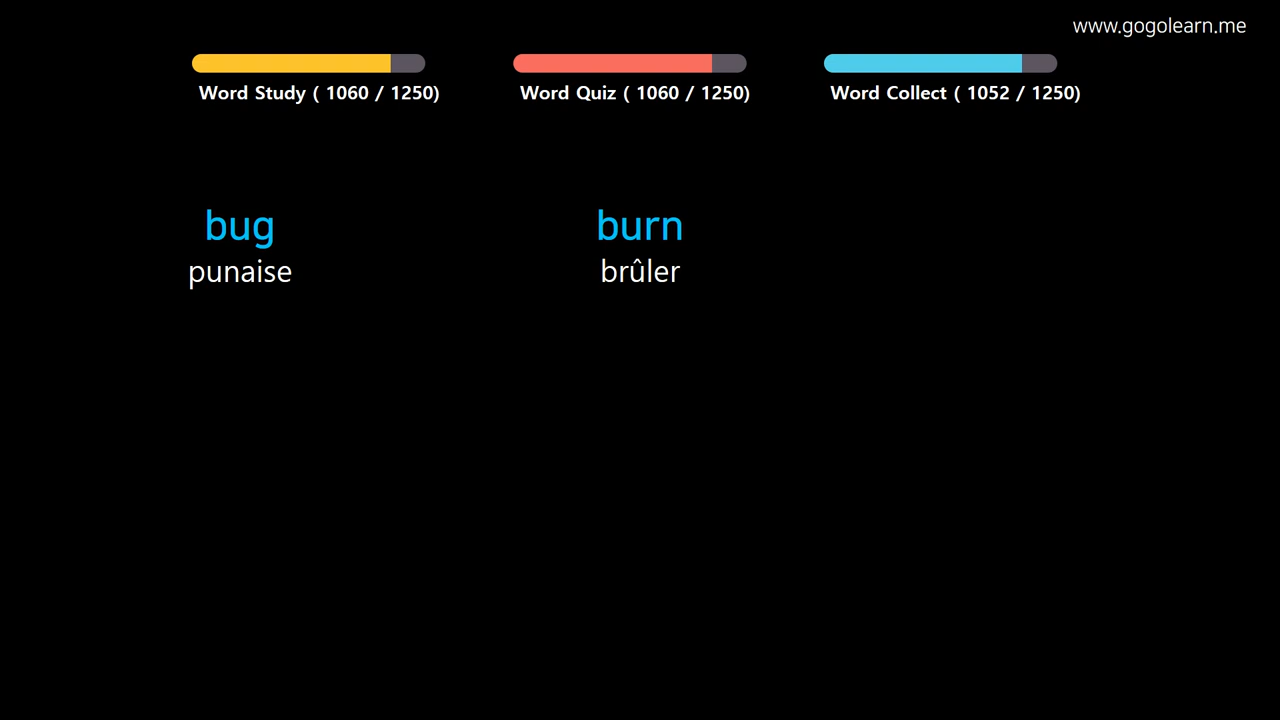 www.gogolearn.me
Word Study ( 1060 / 1250)
Word Quiz ( 1060 / 1250)
Word Collect ( 1052 / 1250)
bug
punaise
burn
brûler